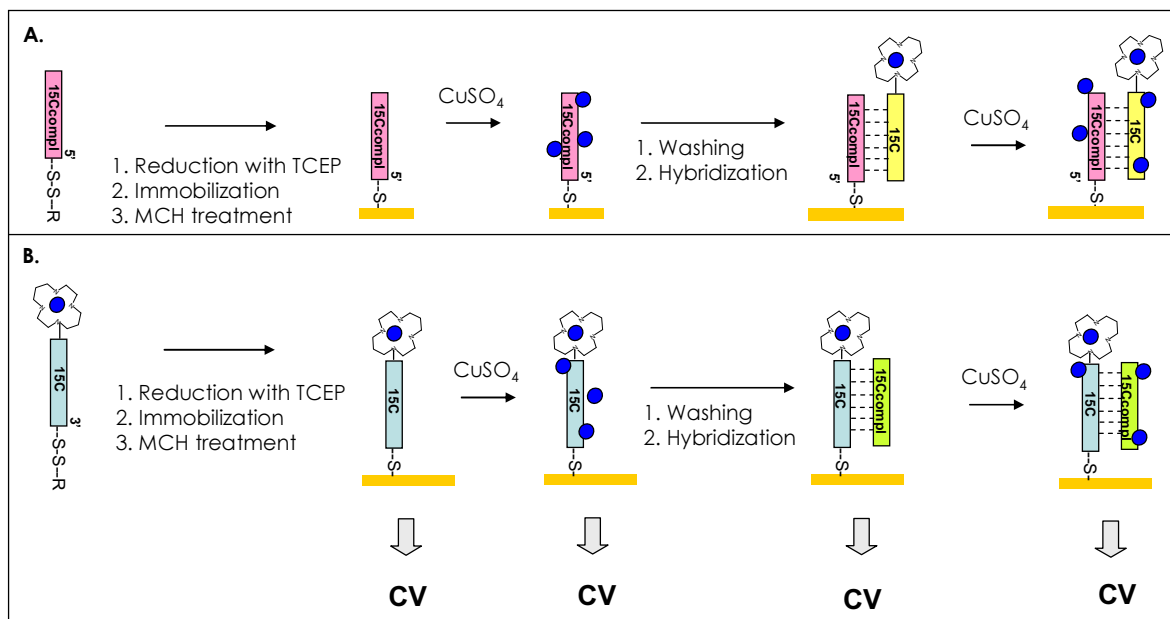 A.
15Ccompl
5'
-S-S-R
1. Reduction with TCEP
2. Immobilization
3. MCH treatment
15Ccompl
5'
-S-
CuSO4
15Ccompl
5'
-S-
1. Washing
2. Hybridization
15Ccompl
5'
-S-
N
N
N
N
15C
CuSO4
15Ccompl
5'
-S-
N
N
N
N
15C
B.
N
N
N
N
15C
3'
-S-S-R
1. Reduction with TCEP
2. Immobilization
3. MCH treatment
N
N
N
N
15C
-S-
CuSO4
N
N
N
N
15C
-S-
1. Washing
2. Hybridization
N
N
N
N
15C
-S-
15Ccompl
CuSO4
N
N
N
N
15C
-S-
15Ccompl
CV
CV
CV
CV